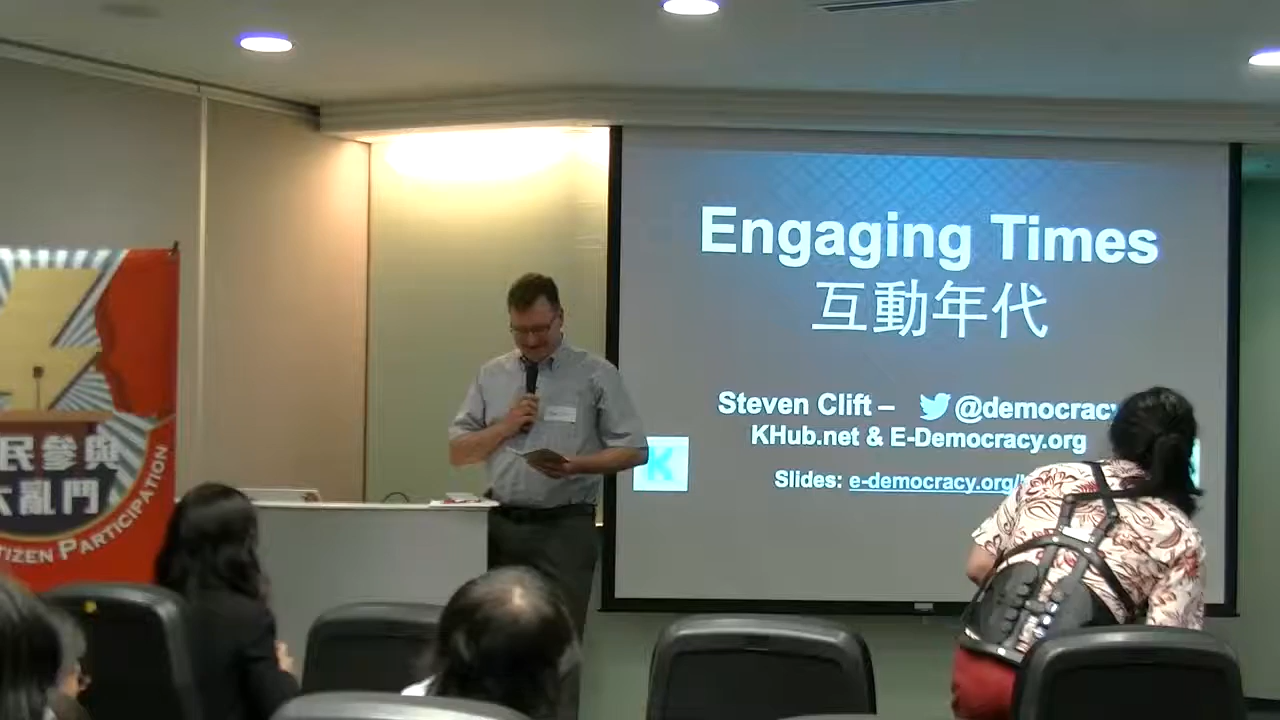 Engaging Times
互動年代
Steven Clift – @democracy
KHub.net & E-Democracy.org
Slides: e-democracy.org/
K
民參與
大亂鬥
TIZEN PARTICIPATION